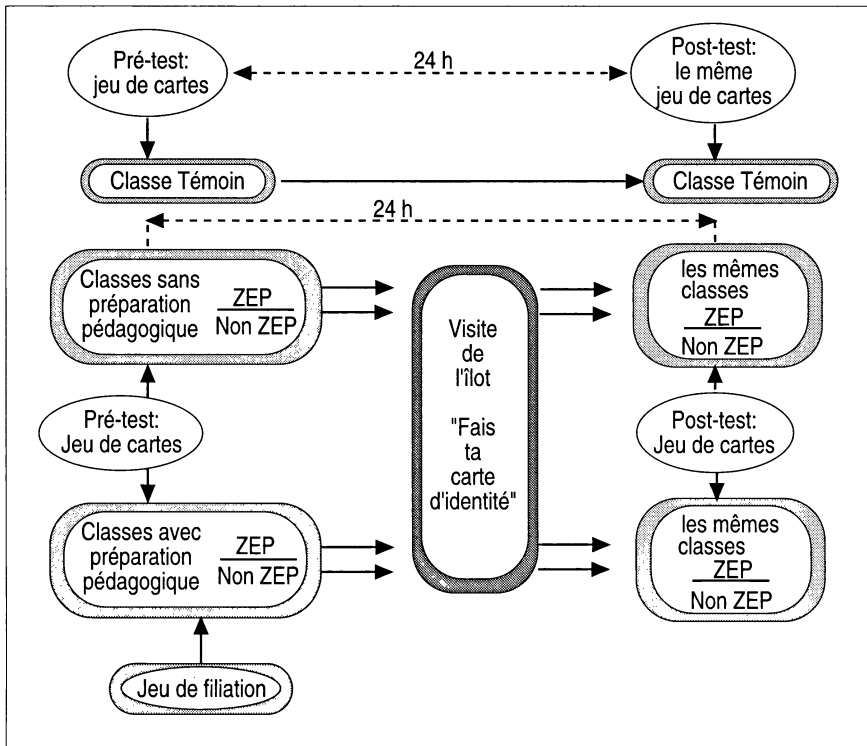 Pré-test:
jeu de cartes
24 h
Post-test:
le même
jeu de cartes
Classe Témoin
Classe Témoin
24 h
Classes sans
préparation
pédagogique
ZEP
Non ZEP
Visite
de
l'îlot
"Fais
ta
carte
d'identité"
les mêmes
classes
ZEP
Non ZEP
Pré-test:
Jeu de cartes
Post-test:
Jeu de cartes
Classes avec
préparation
pédagogique
ZEP
Non ZEP
les mêmes
classes
ZEP
Non ZEP
Jeu de filiation